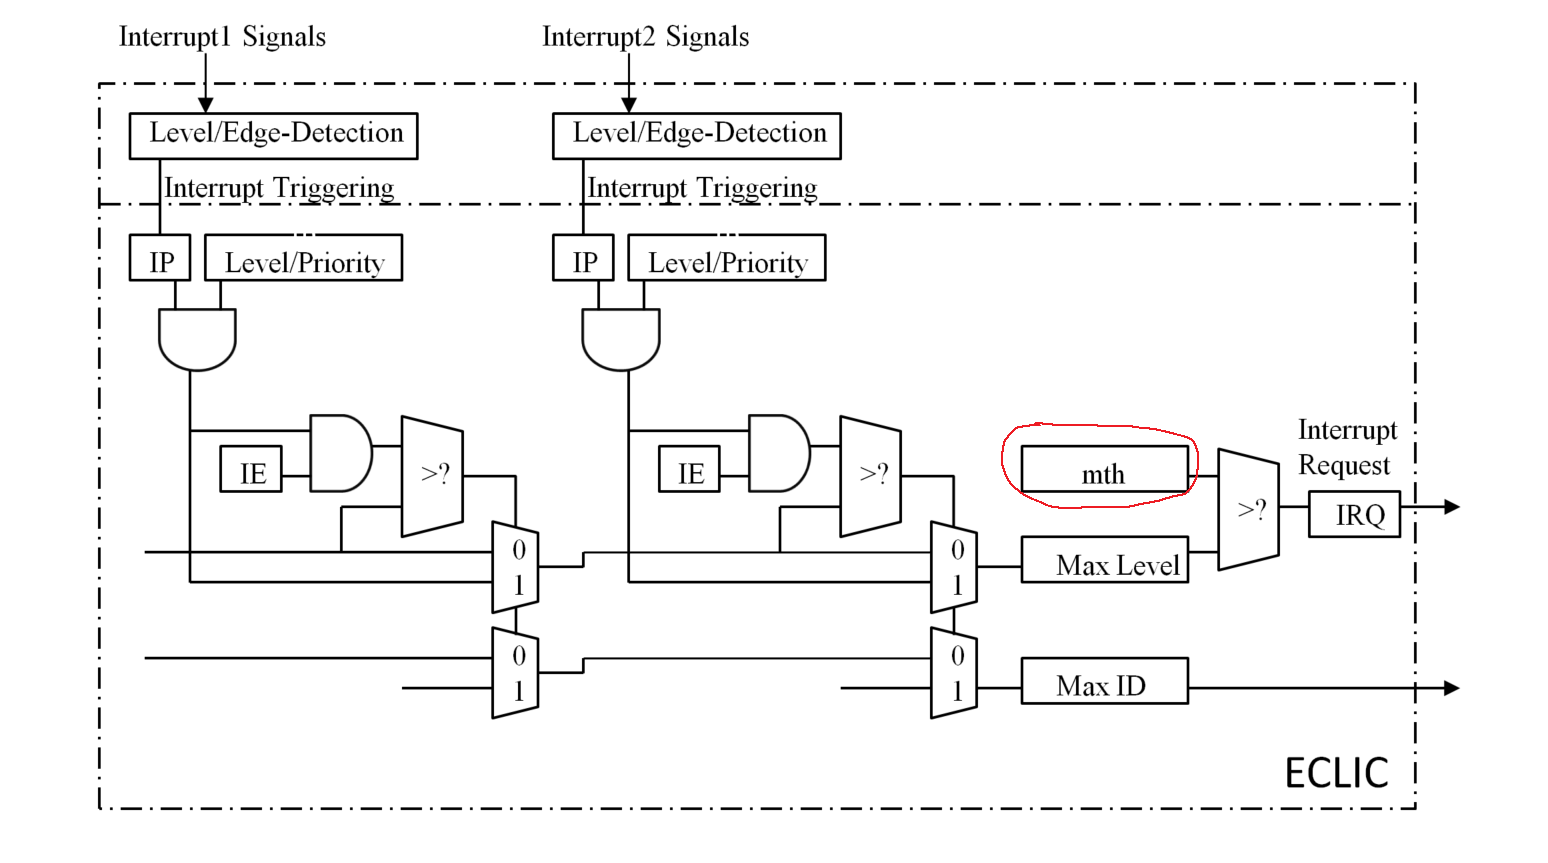 Interrupt1 Signals
Interrupt2 Signals
Level/Edge-Detection
Level/Edge-Detection
Interrupt Triggering
Interrupt Triggering
IP
Level/Priority
IP
Level/Priority
IE
>?
IE
>?
mth
>?
Interrupt
Request
IRQ
0
1
0
1
Max Level
0
1
0
1
Max ID
ECLIC